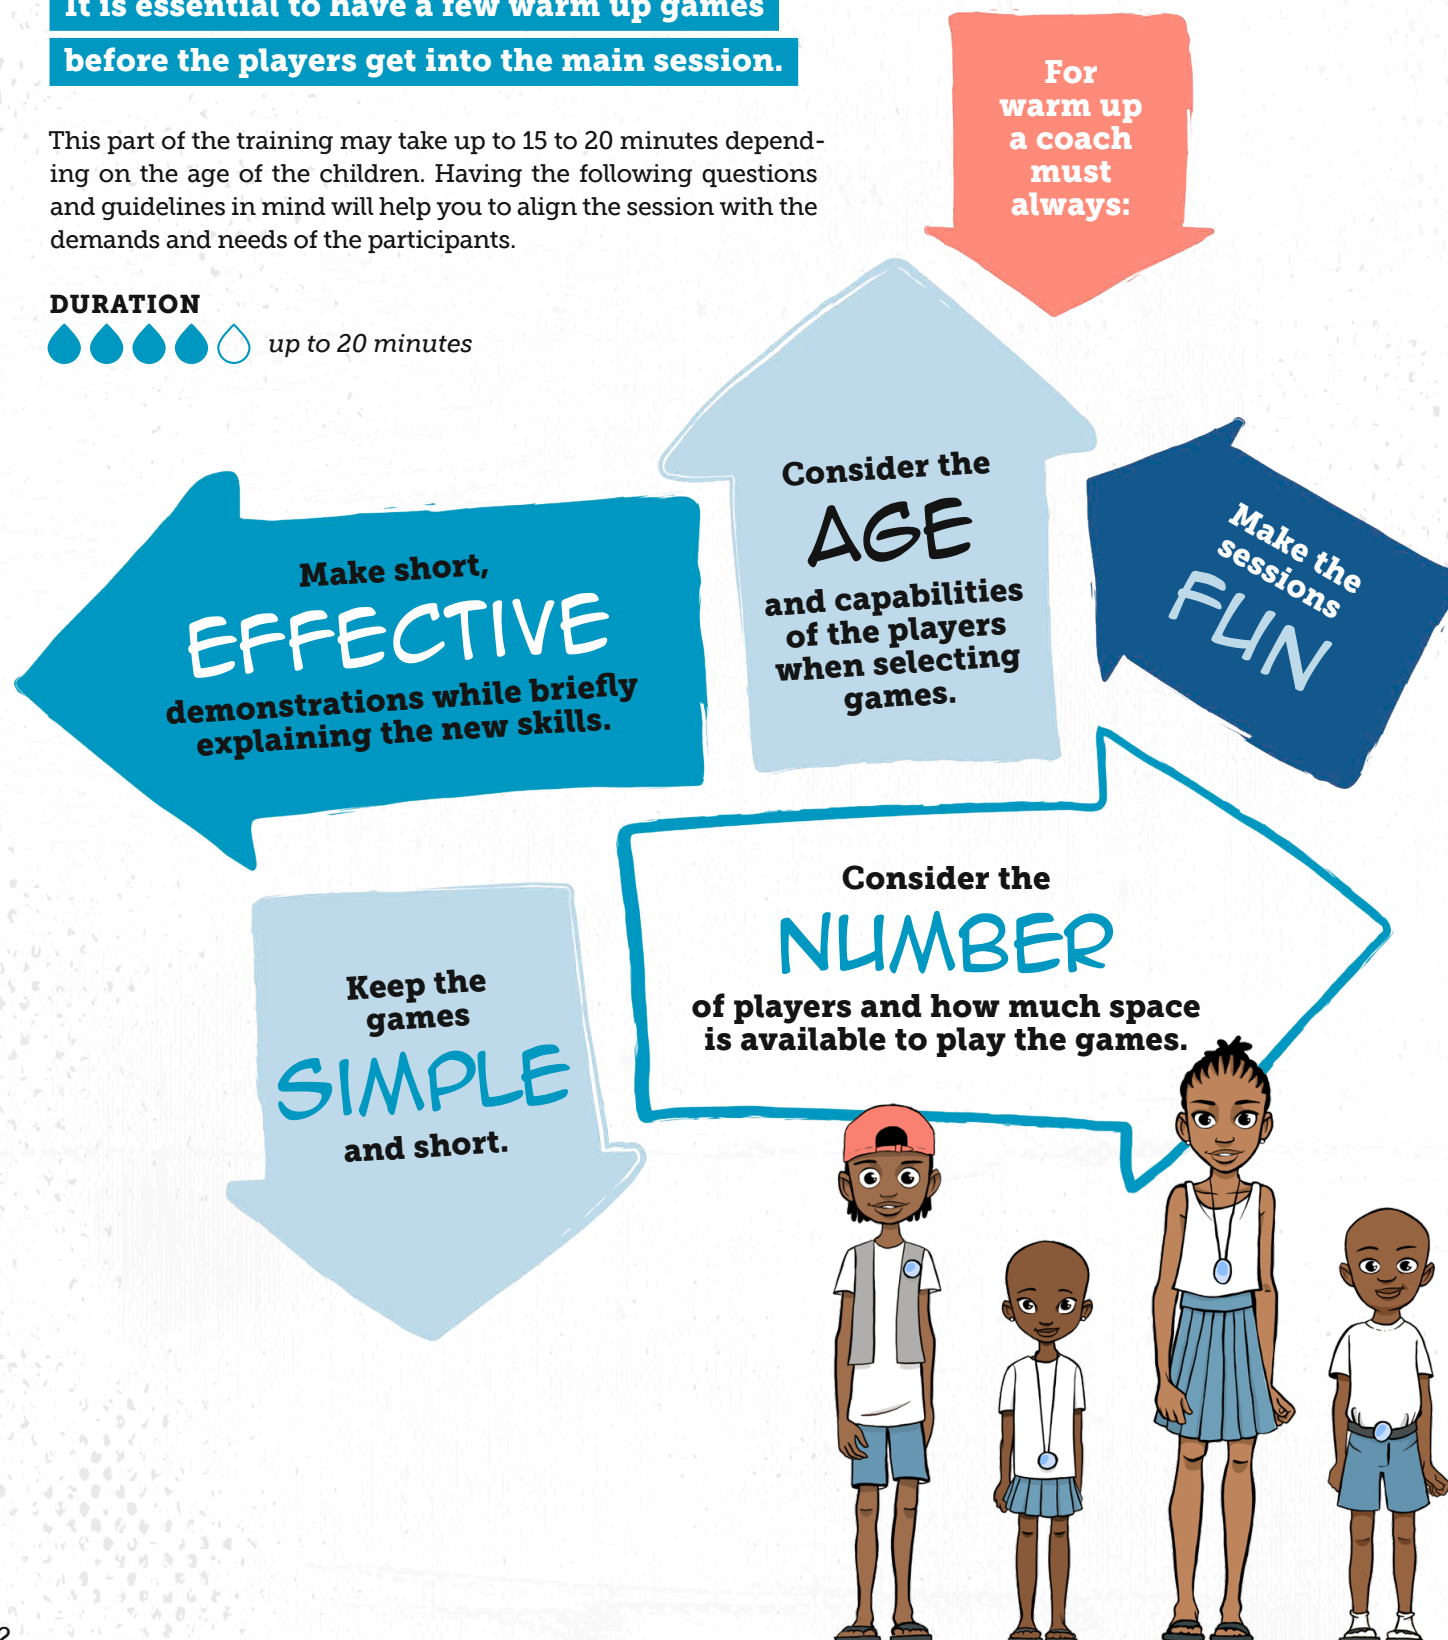 It is essential to have a few warm up games
before the players get into the main session.
This part of the training may take up to 15 to 20 minutes depend-
ing on the age of the children. Having the following questions
and guidelines in mind will help you to align the session with the
demands and needs of the participants.
DURATION
up to 20 minutes
For
warm up
a coach
must
always:
Consider the
AGE
and capabilities
of the players
when selecting
games.
Make the
sessions
FUN
Make short,
EFFECTIVE
demonstrations while briefly
explaining the new skills.
Consider the
NUMBER
of players and how much space
is available to play the games.
Keep the
games
SIMPLE
and short.